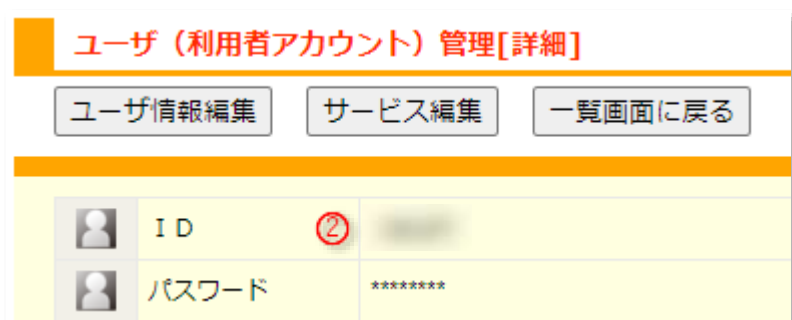 ユーザ（利用者アカウント）管理[詳細]
ユーザ情報編集 サービス編集 一覧画面に戻る
ＩＤ ②
パスワード ********